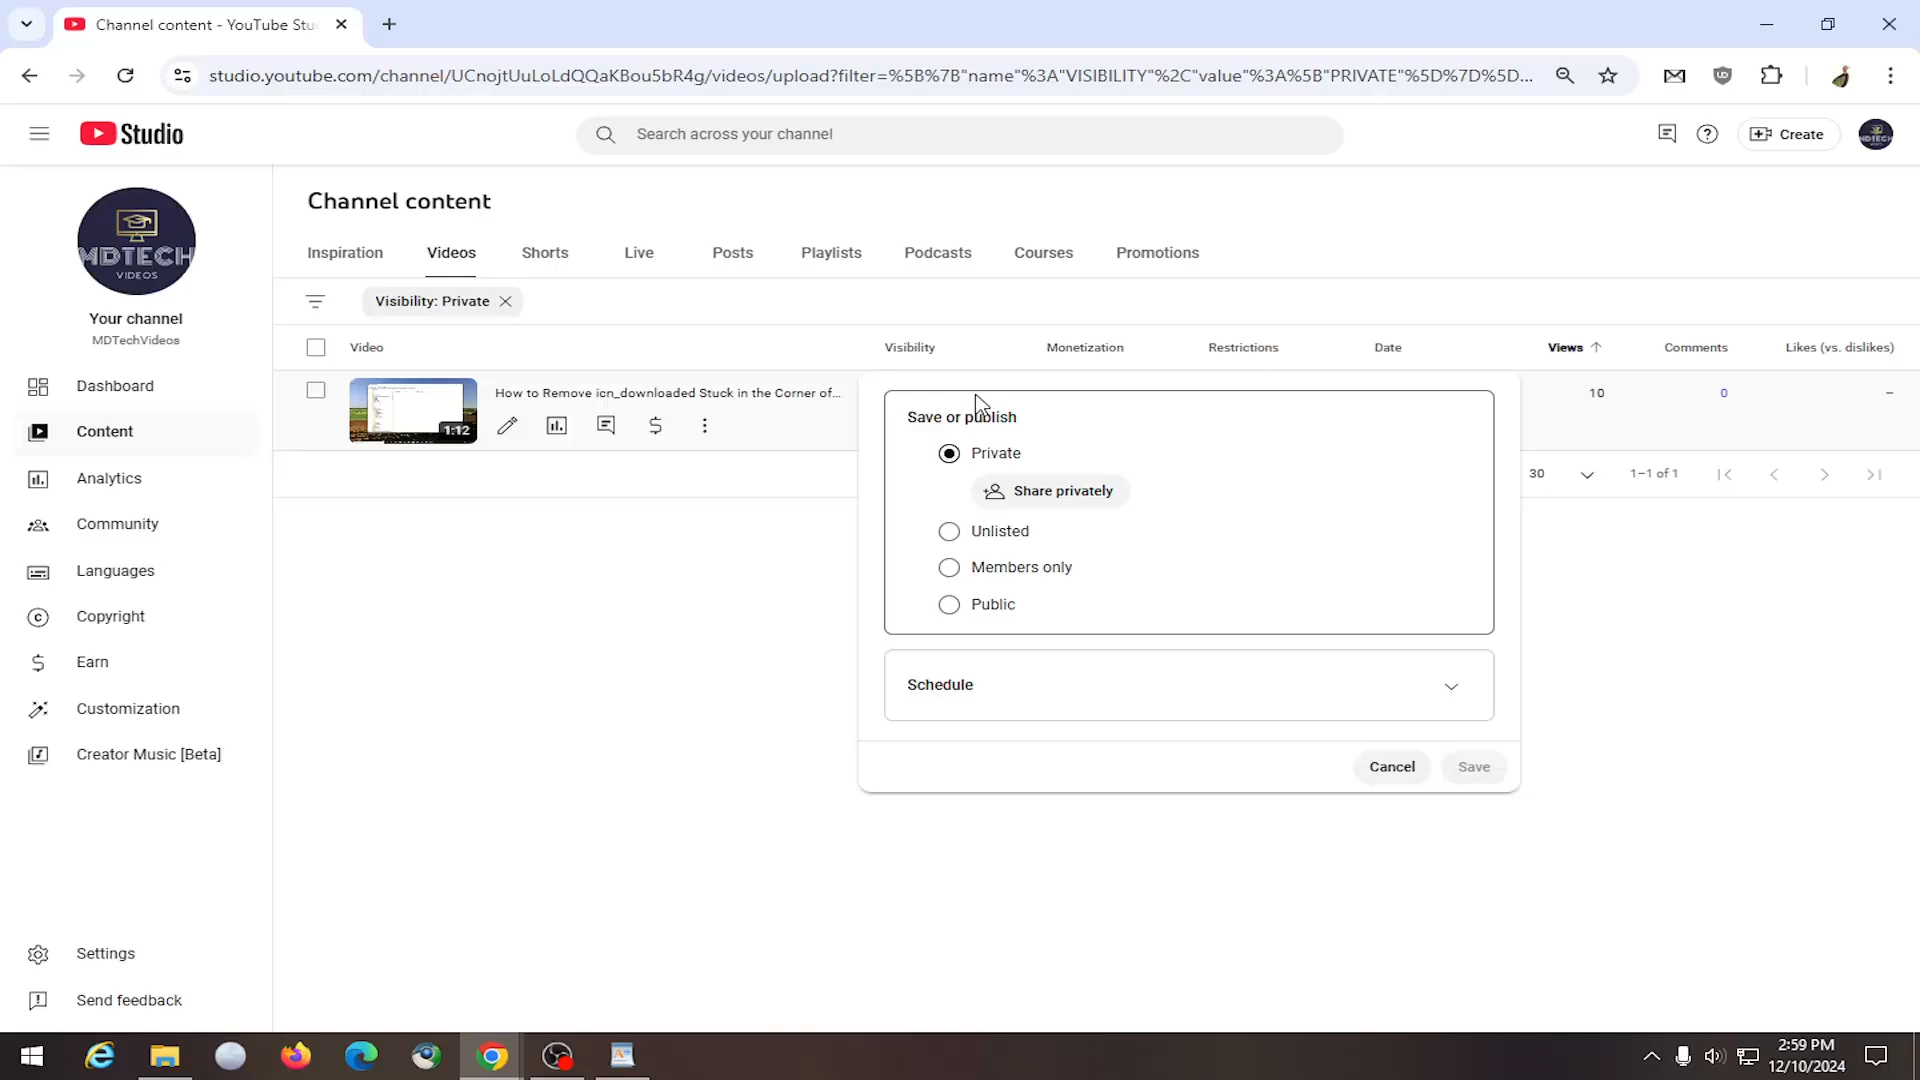 Channel content - YouTube Stu
studio.youtube.com/channel/UCnojtUuLoLdQQaKBou5bR4g/videos/upload?filter=%5B%7B"name"%3A"VISIBILITY"%2C"value"%3A%5B"PRIVATE"%5D%7D%5D...
Studio
Search across your channel
Create
MDTECH
VIDEOS
Your channel
MDTechVideos
Dashboard
Content
Analytics
Community
Languages
Copyright
Earn
Customization
Creator Music [Beta]
Settings
Send feedback
Channel content
Inspiration Videos Shorts Live Posts Playlists Podcasts Courses Promotions
Visibility: Private
Video Visibility Monetization Restrictions Date Views Comments Likes (vs. dislikes)
How to Remove icn_downloaded Stuck in the Corner of...
1:12
10 0 –
30 1–1 of 1
Save or publish
Private
Share privately
Unlisted
Members only
Public
Schedule
Cancel Save
2:59 PM
12/10/2024